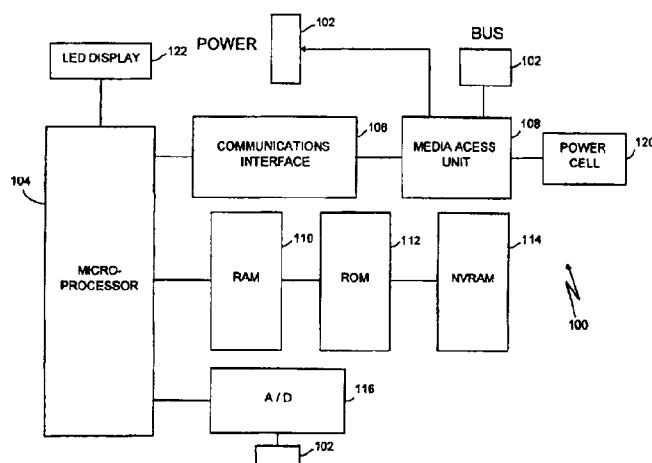 102
POWER
BUS
LED DISPLAY
122
102
106
108
COMMUNICATIONS
INTERFACE
MEDIA ACESS
UNIT
POWER
CELL
120
104
110
112
114
MICRO-
PROCESSOR
RAM
ROM
NVRAM
100
A / D
116
102